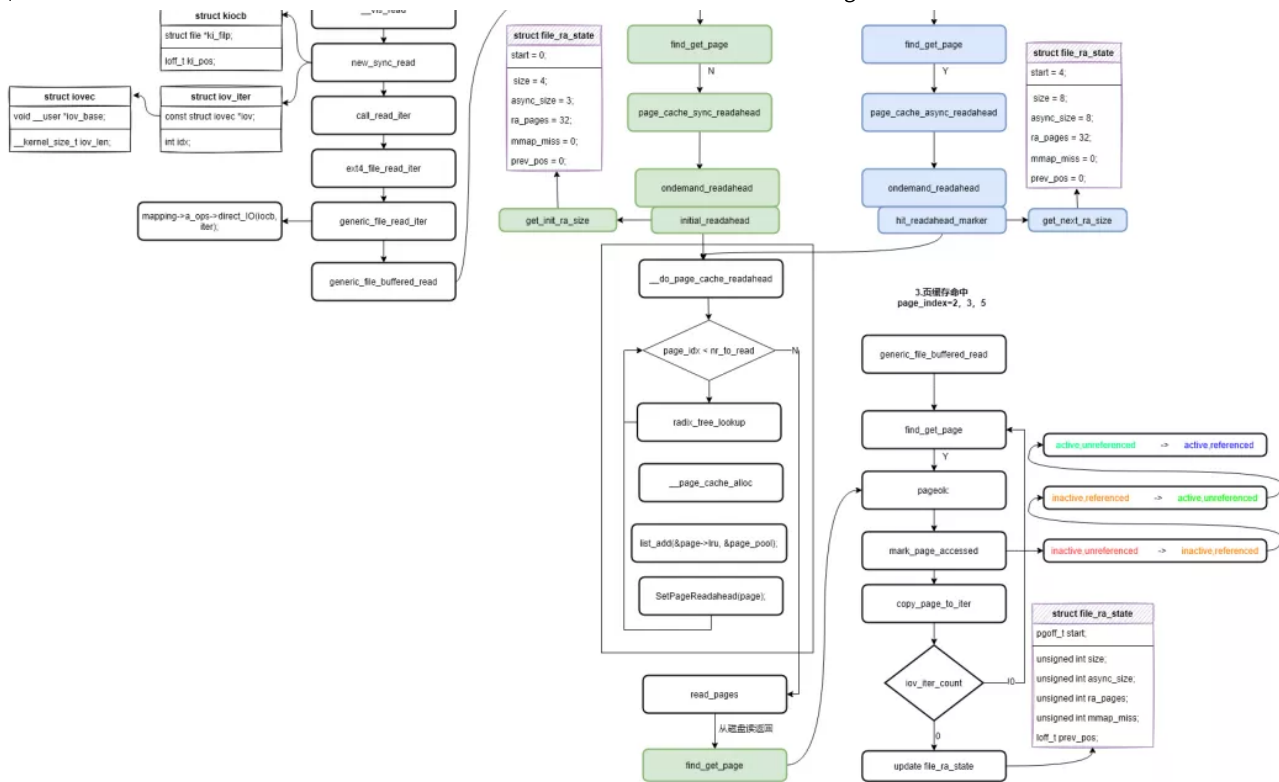 __vfs_read
struct kiocb
struct file *ki_filp;
loff_t ki_pos;
new_sync_read
struct iovec
void __user *iov_base;
__kernel_size_t iov_len;
struct iov_iter
const struct iovec *iov;
int idx;
call_read_iter
ext4_file_read_iter
mapping->a_ops->direct_IO(iocb,
iter);
generic_file_read_iter
generic_file_buffered_read
struct file_ra_state
start = 0;
size = 4;
async_size = 3;
ra_pages = 32;
mmap_miss = 0;
prev_pos = 0;
find_get_page
N
page_cache_sync_readahead
ondemand_readahead
get_init_ra_size
initial_readahead
find_get_page
Y
page_cache_async_readahead
ondemand_readahead
hit_readahead_marker
get_next_ra_size
struct file_ra_state
start = 4;
size = 8;
async_size = 8;
ra_pages = 32;
mmap_miss = 0;
prev_pos = 0;
__do_page_cache_readahead
page_idx < nr_to_read
N
radix_tree_lookup
__page_cache_alloc
list_add(&page->lru, &page_pool);
SetPageReadahead(page);
read_pages
从磁盘读返回
find_get_page
3.页缓存命中
page_index=2, 3, 5
generic_file_buffered_read
find_get_page
Y
pageok:
mark_page_accessed
copy_page_to_iter
iov_iter_count
!0
0
update file_ra_state
active,unreferenced -> active,referenced
inactive,referenced -> active,unreferenced
inactive,unreferenced -> inactive,referenced
struct file_ra_state
pgoff_t start;
unsigned int size;
unsigned int async_size;
unsigned int ra_pages;
unsigned int mmap_miss;
loff_t prev_pos;